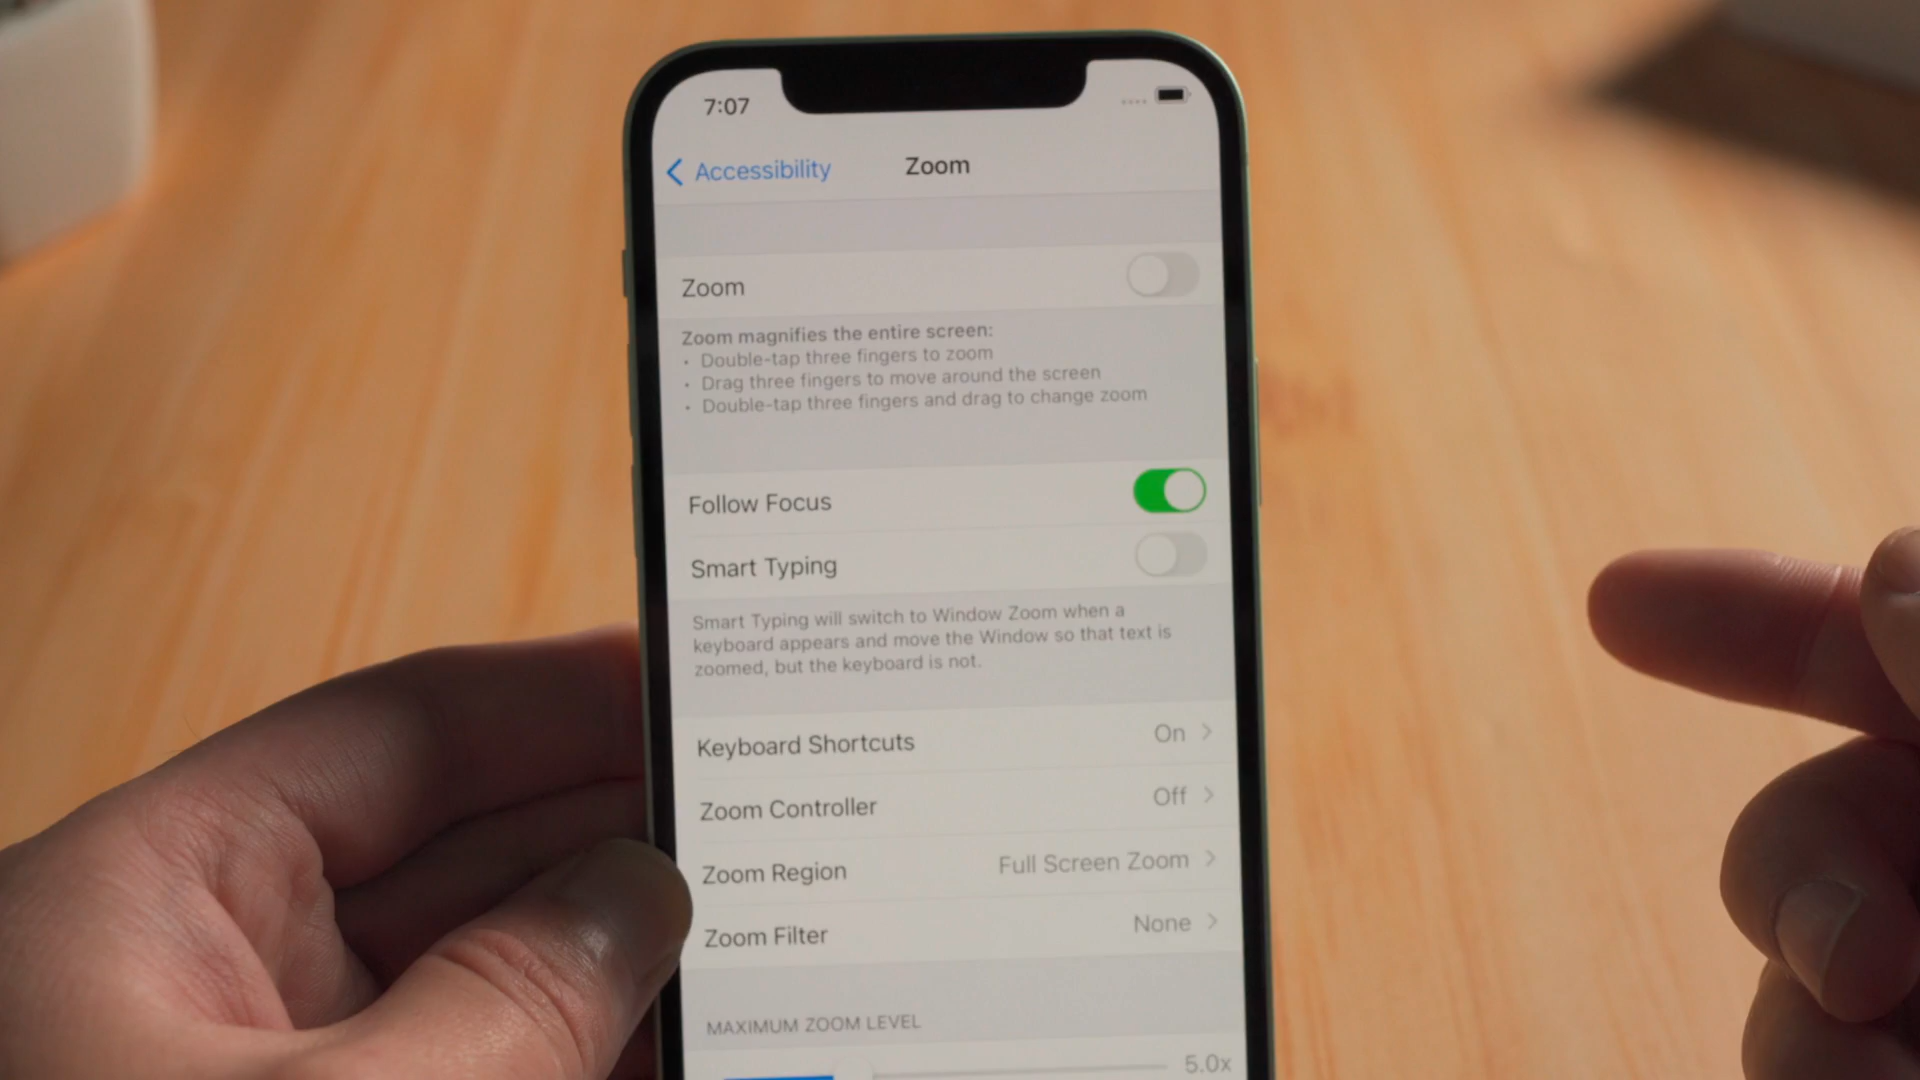 7:07
Accessibility
Zoom
Zoom
Zoom magnifies the entire screen:
• Double-tap three fingers to zoom
• Drag three fingers to move around the screen
• Double-tap three fingers and drag to change zoom
Follow Focus
Smart Typing
Smart Typing will switch to Window Zoom when a
keyboard appears and move the Window so that text is
zoomed, but the keyboard is not.
Keyboard Shortcuts On
Zoom Controller Off
Zoom Region Full Screen Zoom
Zoom Filter None
MAXIMUM ZOOM LEVEL
5.0x